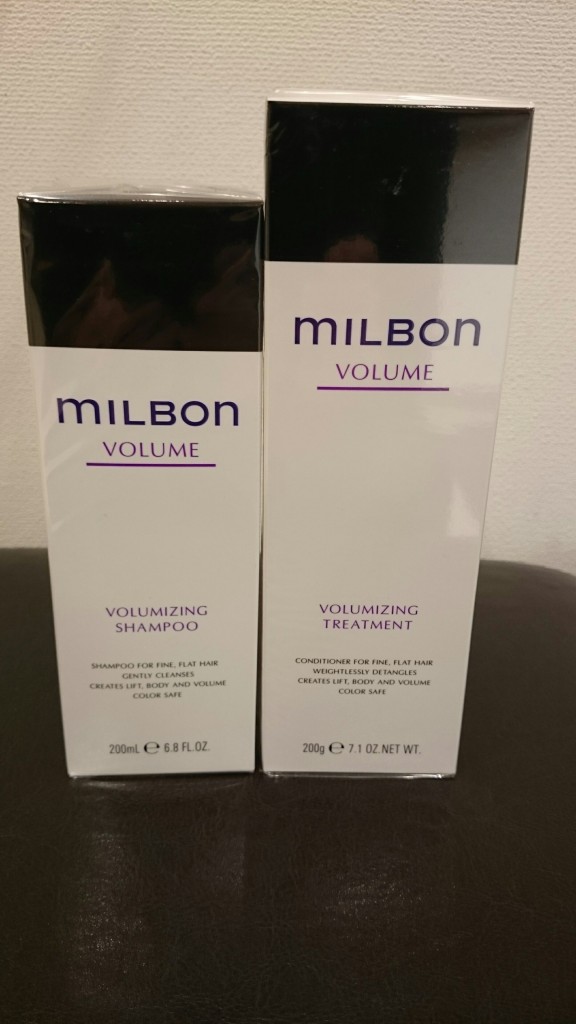 MILBON
VOLUME
VOLUMIZING
SHAMPOO
SHAMPOO FOR FINE, FLAT HAIR
GENTLY CLEANSES
CREATES LIFT, BODY AND VOLUME
COLOR SAFE
200mL ℮ 6.8 FL.OZ.
MILBON
VOLUME
VOLUMIZING
TREATMENT
CONDITIONER FOR FINE, FLAT HAIR
WEIGHTLESSLY DETANGLES
CREATES LIFT, BODY AND VOLUME
COLOR SAFE
200g ℮ 7.1 OZ.NET WT.